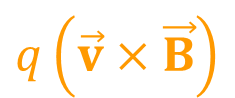 q (v⃗ × B⃗)